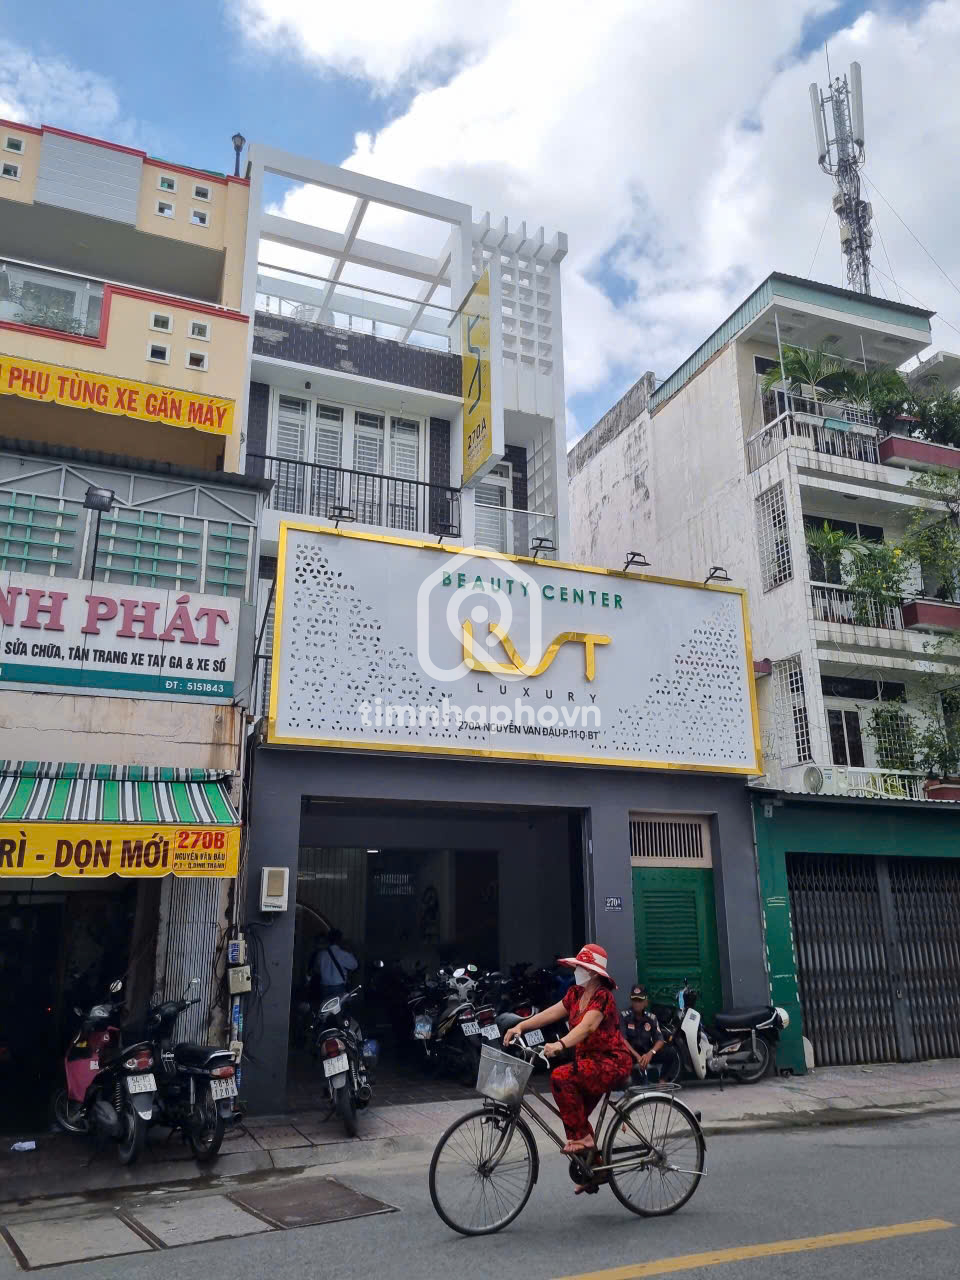 PHỤ TÙNG XE GẮN MÁY
NH PHÁT
SỬA CHỮA, TÂN TRANG XE TAY GA & XE SỐ
ĐT: 5151843
RÌ - DỌN MỚI
270B
NGUYỄN VĂN ĐẬU
270A
BEAUTY CENTER
LUXURY
timnhapho.vn
270A NGUYỄN VĂN ĐẬU-P.11-Q.BT
270A